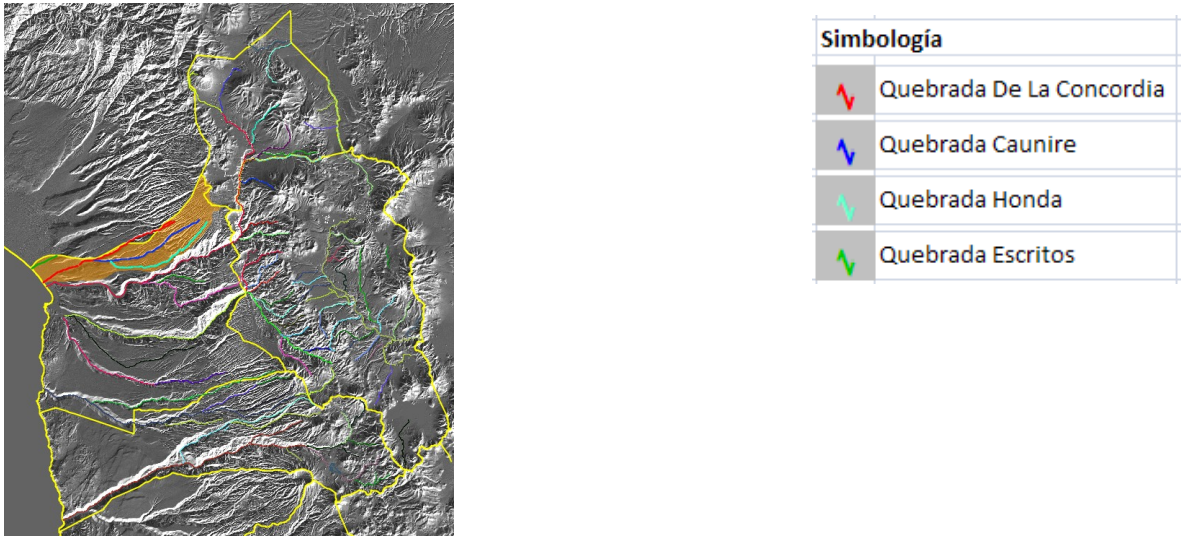 Simbología
Quebrada De La Concordia
Quebrada Caunire
Quebrada Honda
Quebrada Escritos